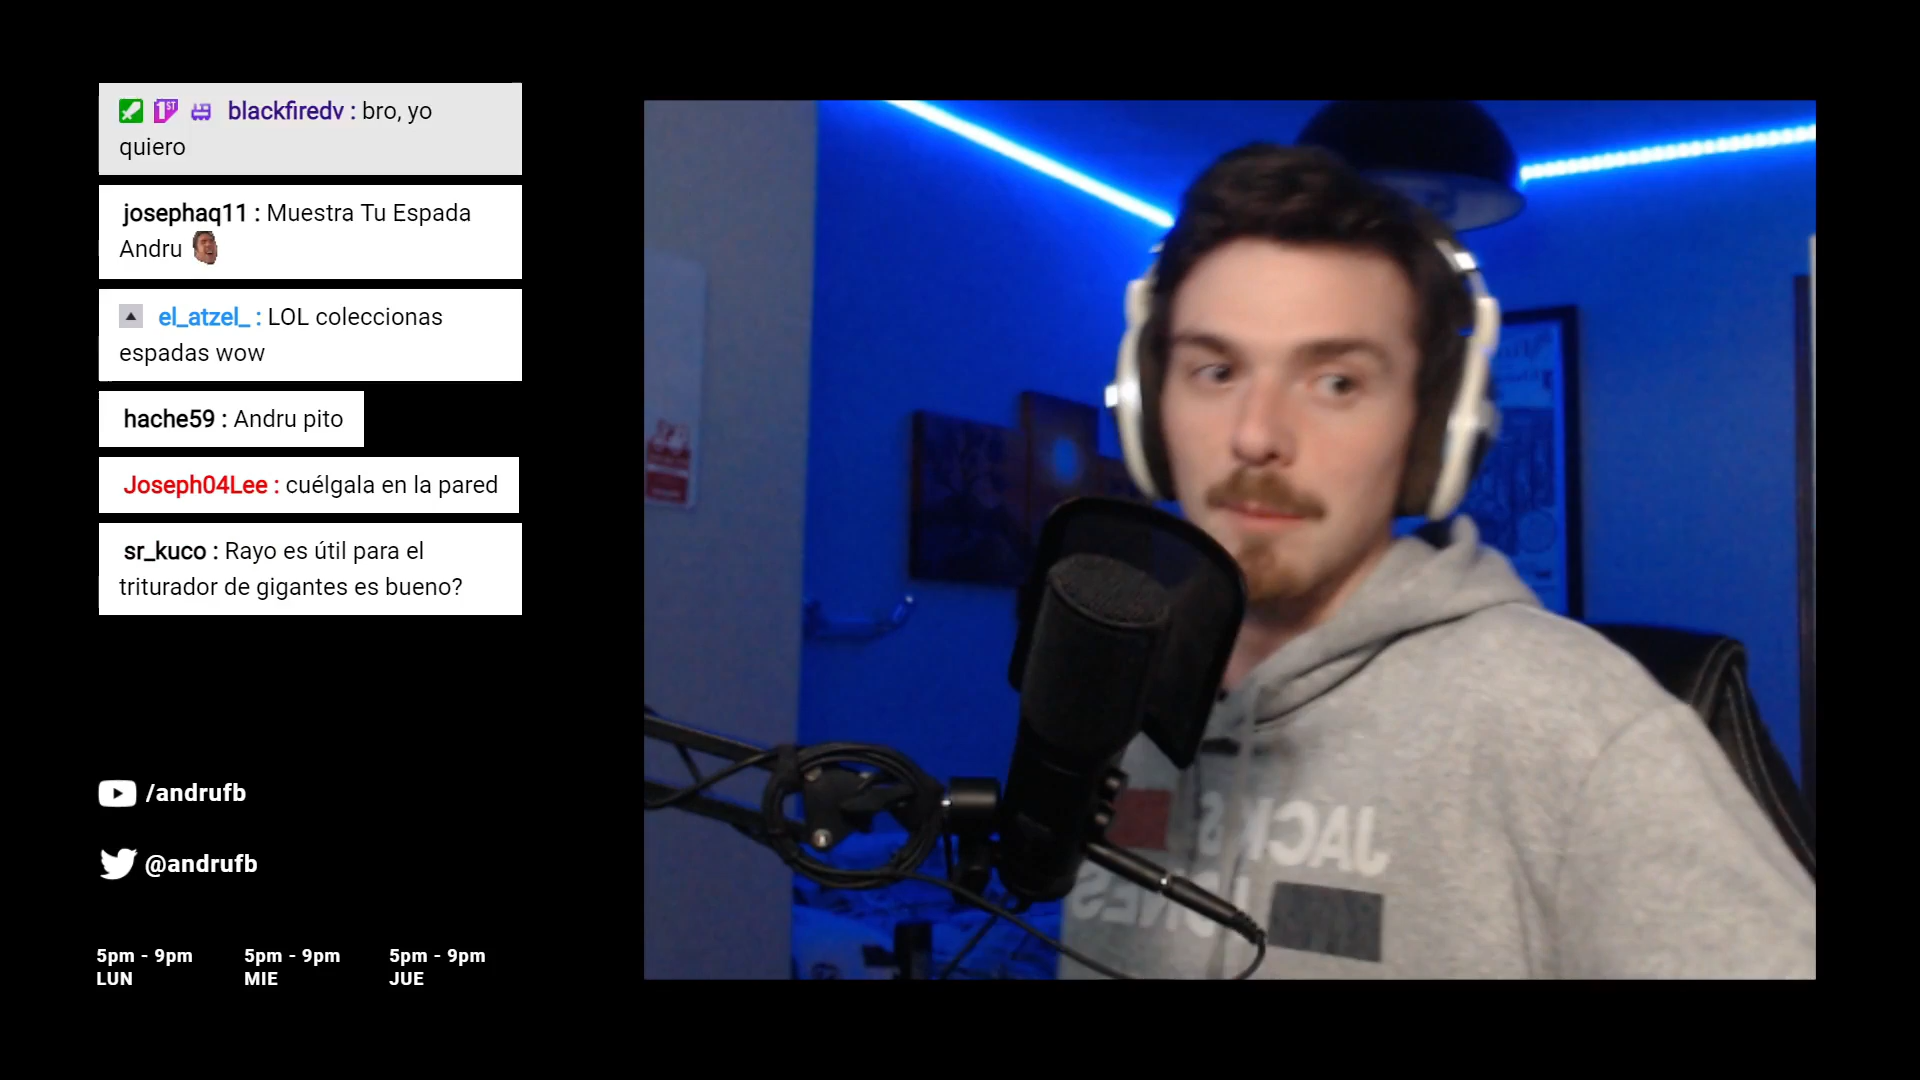 blackfiredv : bro, yo
quiero
josephaq11 : Muestra Tu Espada
Andru
el_atzel_ : LOL coleccionas
espadas wow
hache59 : Andru pito
Joseph04Lee : cuélgala en la pared
sr_kuco : Rayo es útil para el
triturador de gigantes es bueno?
/andrufb
@andrufb
5pm - 9pm
LUN
5pm - 9pm
MIE
5pm - 9pm
JUE
JACK &
JONES